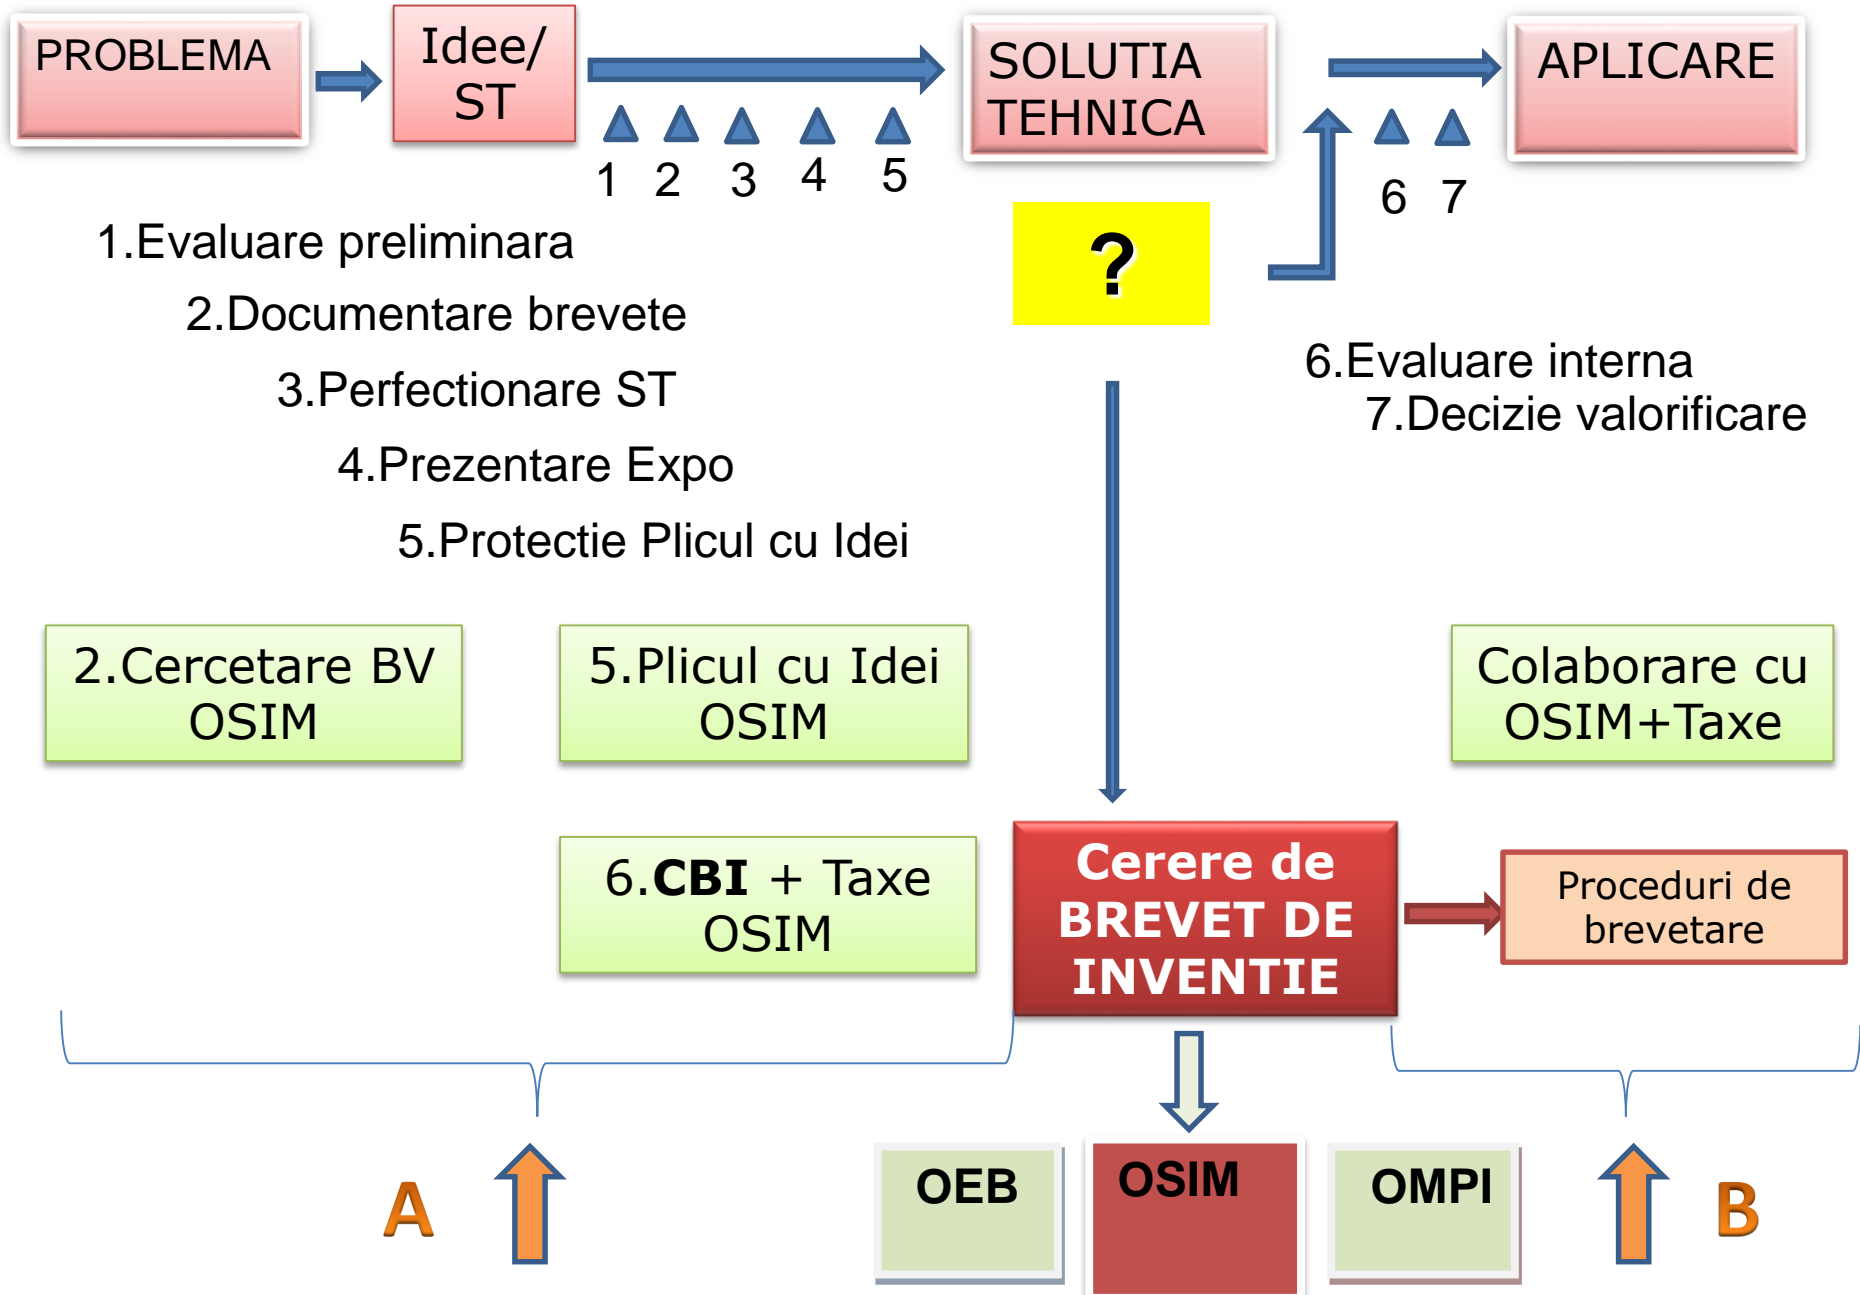 PROBLEMA
Idee/
ST
SOLUTIA
TEHNICA
APLICARE
1 2 3 4 5
6 7
1.Evaluare preliminara
2.Documentare brevete
3.Perfectionare ST
4.Prezentare Expo
5.Protectie Plicul cu Idei
?
6.Evaluare interna
7.Decizie valorificare
2.Cercetare BV
OSIM
5.Plicul cu Idei
OSIM
Colaborare cu
OSIM+Taxe
6.CBI + Taxe
OSIM
Cerere de
BREVET DE
INVENTIE
Proceduri de
brevetare
A
OEB
OSIM
OMPI
B